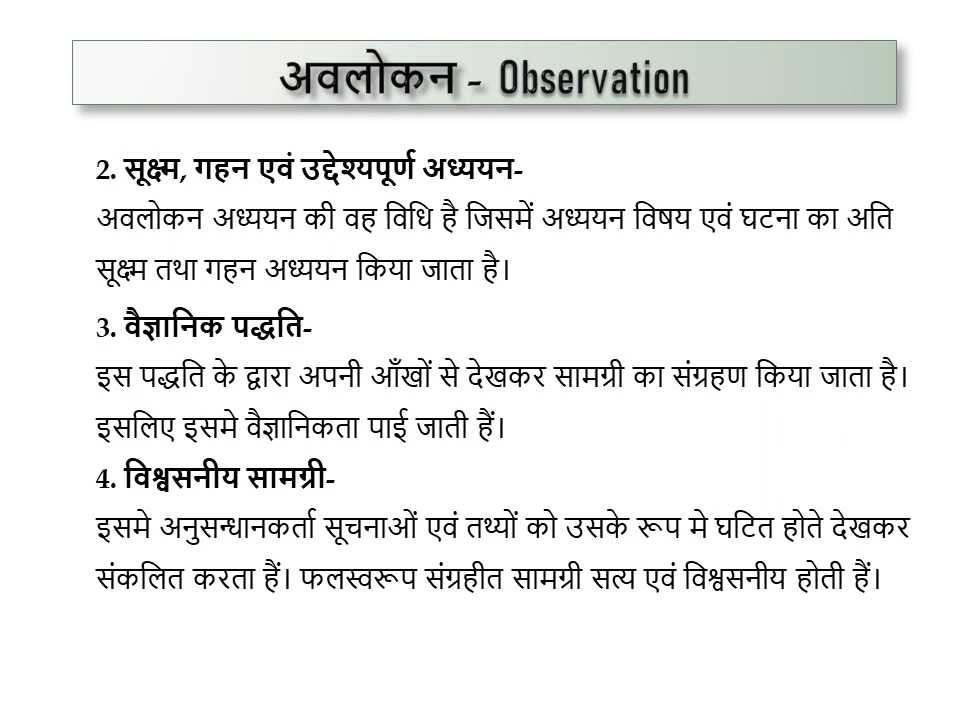 अवलोकन - Observation
2. सूक्ष्म, गहन एवं उद्देश्यपूर्ण अध्ययन-
अवलोकन अध्ययन की वह विधि है जिसमें अध्ययन विषय एवं घटना का अति
सूक्ष्म तथा गहन अध्ययन किया जाता है।
3. वैज्ञानिक पद्धति-
इस पद्धति के द्वारा अपनी आँखों से देखकर सामग्री का संग्रहण किया जाता है।
इसलिए इसमे वैज्ञानिकता पाई जाती हैं।
4. विश्वसनीय सामग्री-
इसमे अनुसन्धानकर्ता सूचनाओं एवं तथ्यों को उसके रूप मे घटित होते देखकर
संकलित करता हैं। फलस्वरूप संग्रहीत सामग्री सत्य एवं विश्वसनीय होती हैं।